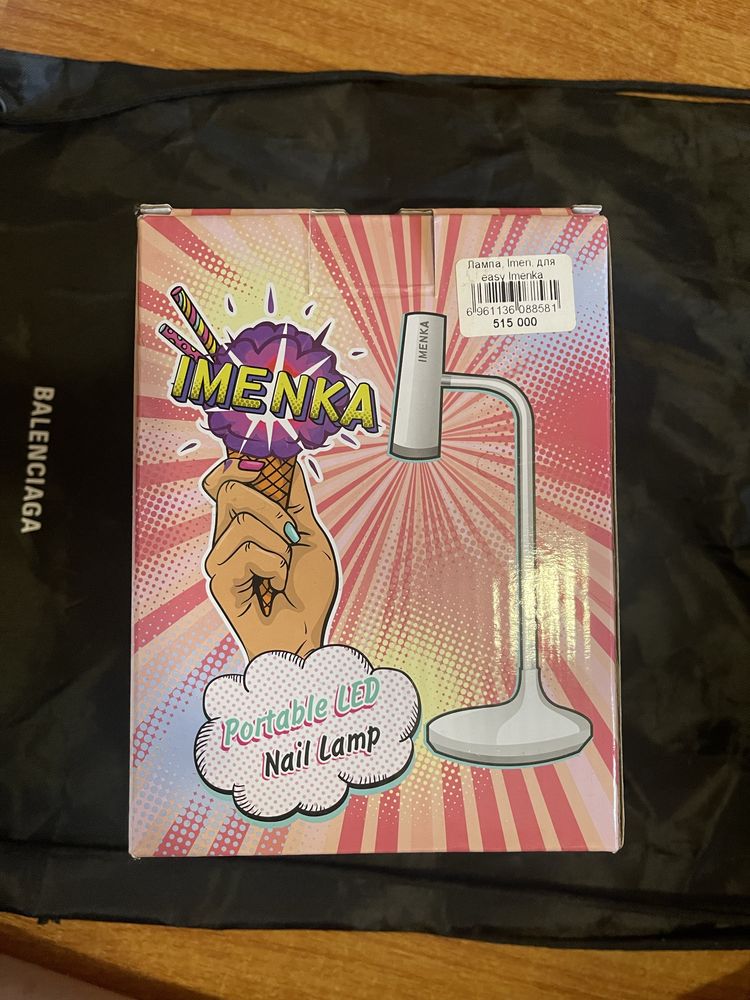 Лампа, Imen, для
easy Imenka
6 961136 088581
515 000
IMENKA
IMENKA
Portable LED
Nail Lamp
BALENCIAGA